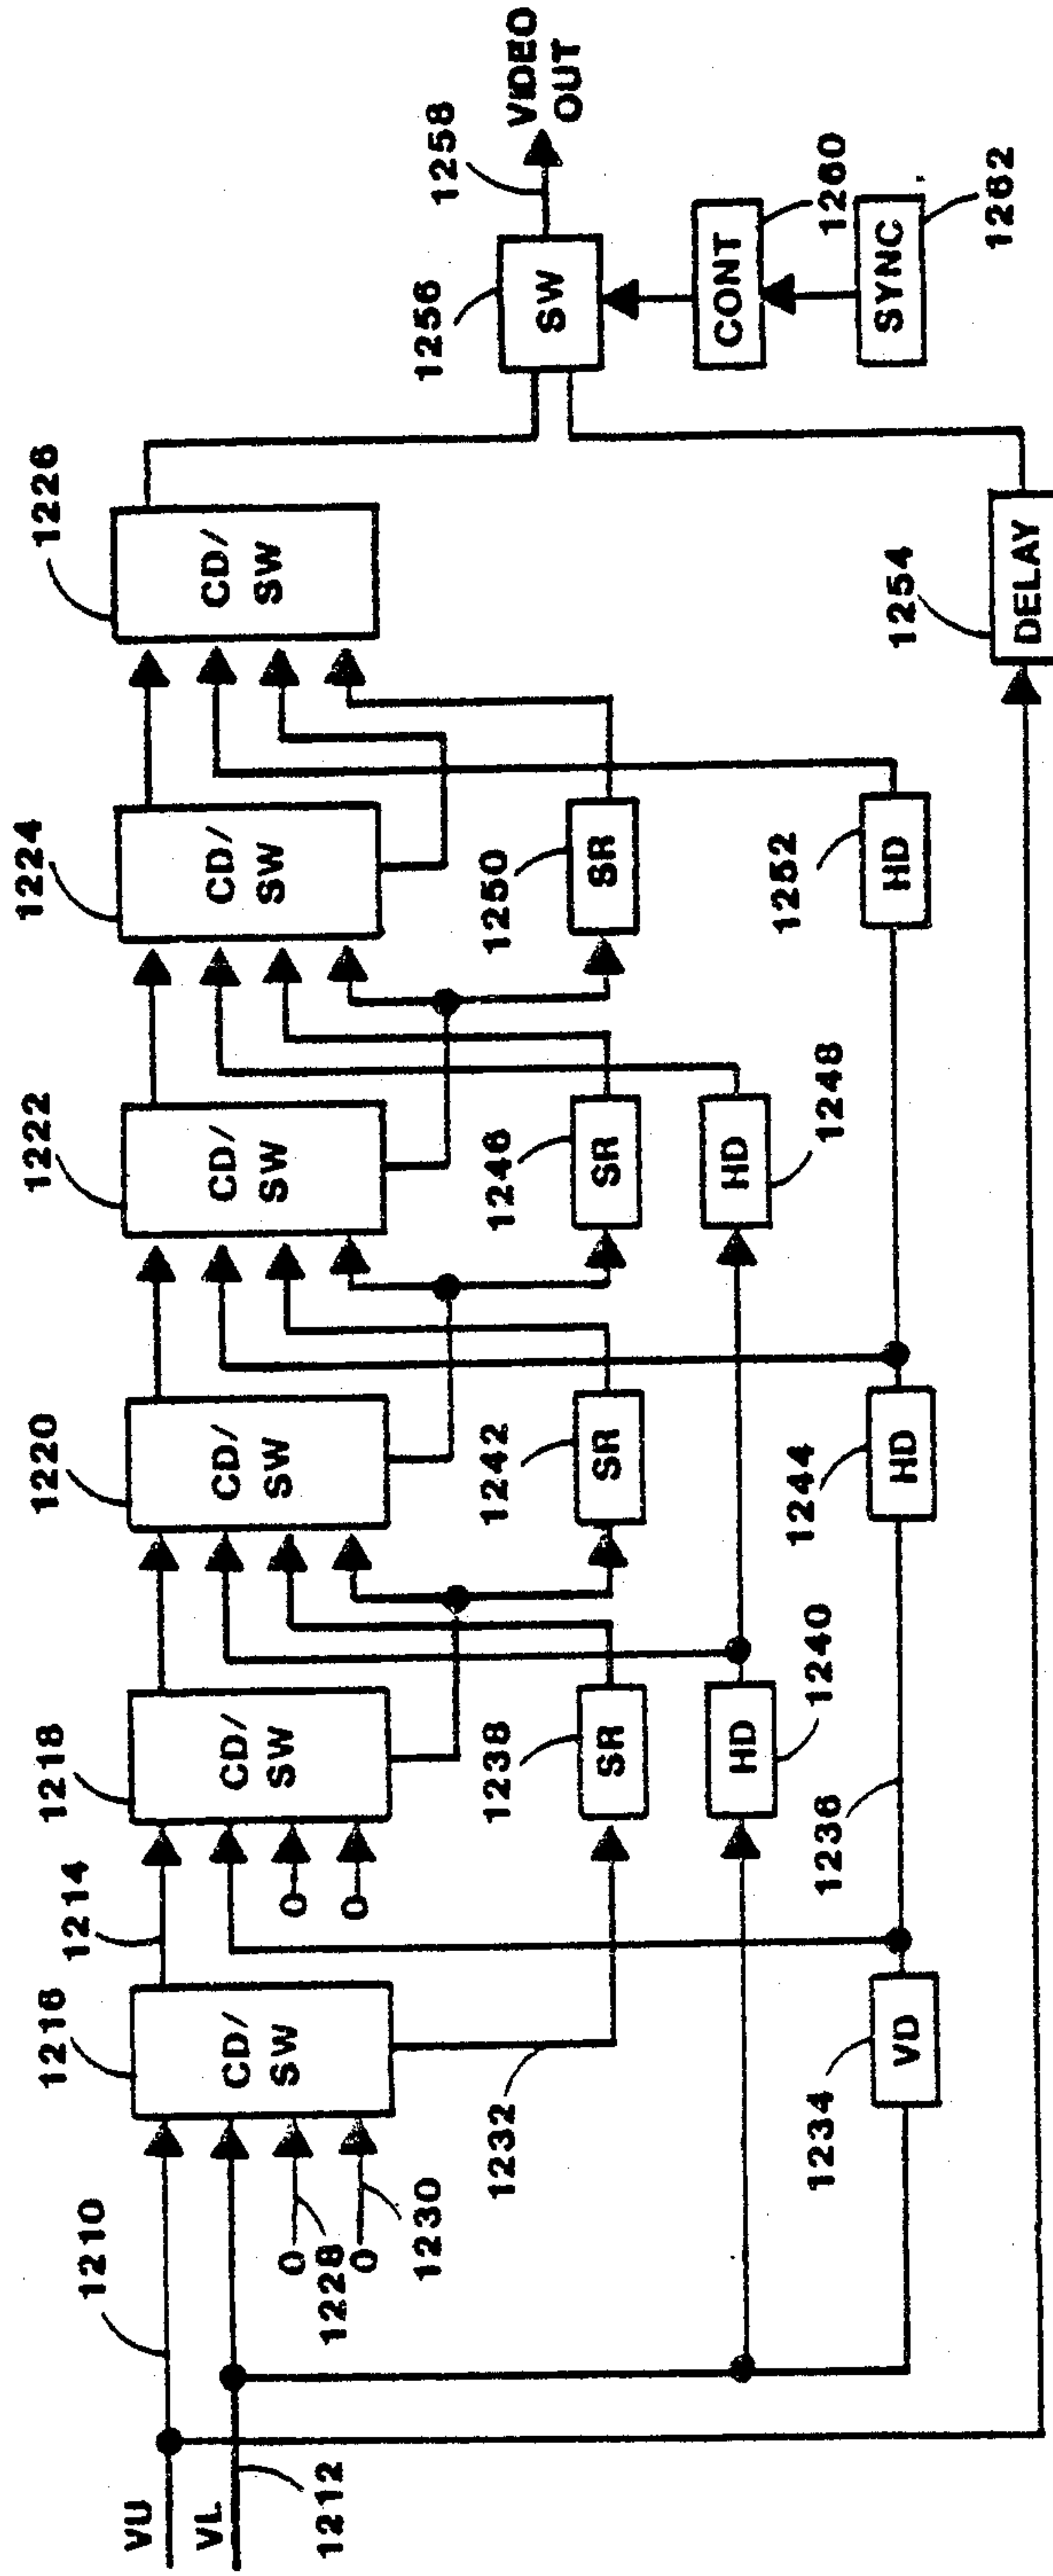 VU
VL
1210
1212
1216
CD/
SW
0
1228
0
1230
1232
1214
1218
CD/
SW
0
0
1234
VD
1236
1238
SR
HD
1240
1220
CD/
SW
1242
SR
1244
HD
1222
CD/
SW
1246
SR
HD
1248
1224
CD/
SW
1250
SR
1252
HD
1226
CD/
SW
1254
DELAY
1256
SW
1258
VIDEO
OUT
CONT
1260
SYNC
1262